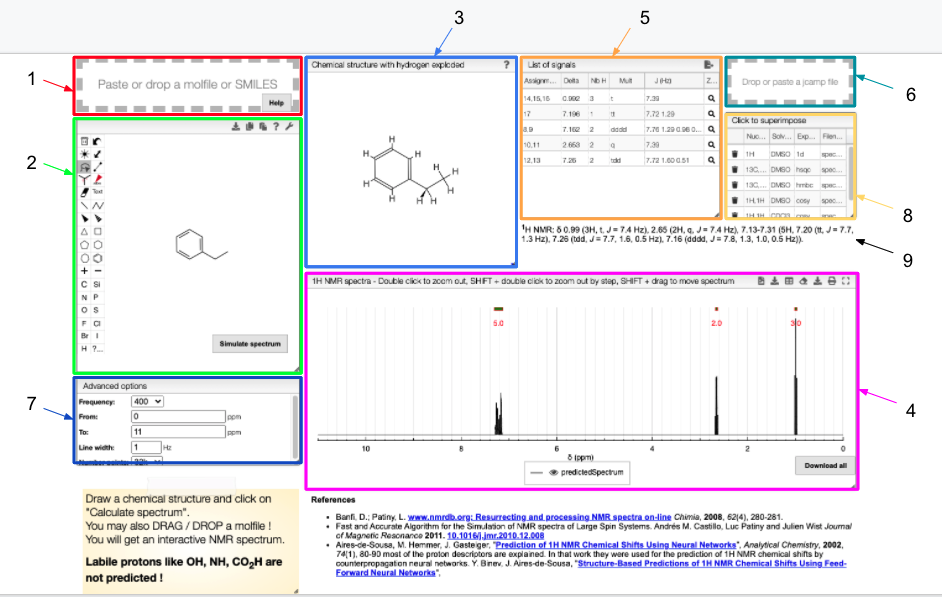 3
5
1
Paste or drop a molfile or SMILES
Help
Chemical structure with hydrogen exploded
?
H
H
H
H
H
H
H
H
H
H
List of signals
Assignm... Delta Nb H Mult J (Hz) Z...
14,15,16 0.992 3 t 7.39
17 7.196 1 tt 7.72 1.29
8,9 7.162 2 dddd 7.76 1.29 0.98 0...
10,11 2.653 2 q 7.39
12,13 7.26 2 tdd 7.72 1.60 0.51
Drop or paste a jcamp file
6
Click to superimpose
Nuc... Solv... Exp... Filen...
1H DMSO 1d spec...
13C,... DMSO hsqc spec...
13C,... DMSO hmbc spec...
1H,1H DMSO cosy spec...
1H,1H CDCl3 cosy spec...
8
2
?
Text
+ −
C Si
N P
O S
F Cl
Br I
H ?...
Simulate spectrum
¹H NMR: δ 0.99 (3H, t, J = 7.4 Hz), 2.65 (2H, q, J = 7.4 Hz), 7.13-7.31 (5H, 7.20 (tt, J = 7.7,
1.3 Hz), 7.26 (tdd, J = 7.7, 1.6, 0.5 Hz), 7.16 (dddd, J = 7.8, 1.3, 1.0, 0.5 Hz)).
9
1H NMR spectra - Double click to zoom out, SHIFT + double click to zoom out by step, SHIFT + drag to move spectrum
5.0 2.0 3.0
10 8 6 4 2 0
δ (ppm)
predictedSpectrum
Download all
4
7
Advanced options
Frequency: 400
From: 0 ppm
To: 11 ppm
Line width: 1 Hz
Draw a chemical structure and click on
"Calculate spectrum".
You may also DRAG / DROP a molfile !
You will get an interactive NMR spectrum.
Labile protons like OH, NH, CO₂H are
not predicted !
References
Banfi, D.; Patiny, L. www.nmrdb.org: Resurrecting and processing NMR spectra on-line Chimia, 2008, 62(4), 280-281.
Fast and Accurate Algorithm for the Simulation of NMR spectra of Large Spin Systems. Andrés M. Castillo, Luc Patiny and Julien Wist Journal
of Magnetic Resonance 2011. 10.1016/j.jmr.2010.12.008
Aires-de-Sousa, M. Hemmer, J. Gasteiger, "Prediction of 1H NMR Chemical Shifts Using Neural Networks", Analytical Chemistry, 2002,
74(1), 80-90 most of the proton descriptors are explained. In that work they were used for the prediction of 1H NMR chemical shifts by
counterpropagation neural networks. Y. Binev, J. Aires-de-Sousa, "Structure-Based Predictions of 1H NMR Chemical Shifts Using Feed-
Forward Neural Networks".